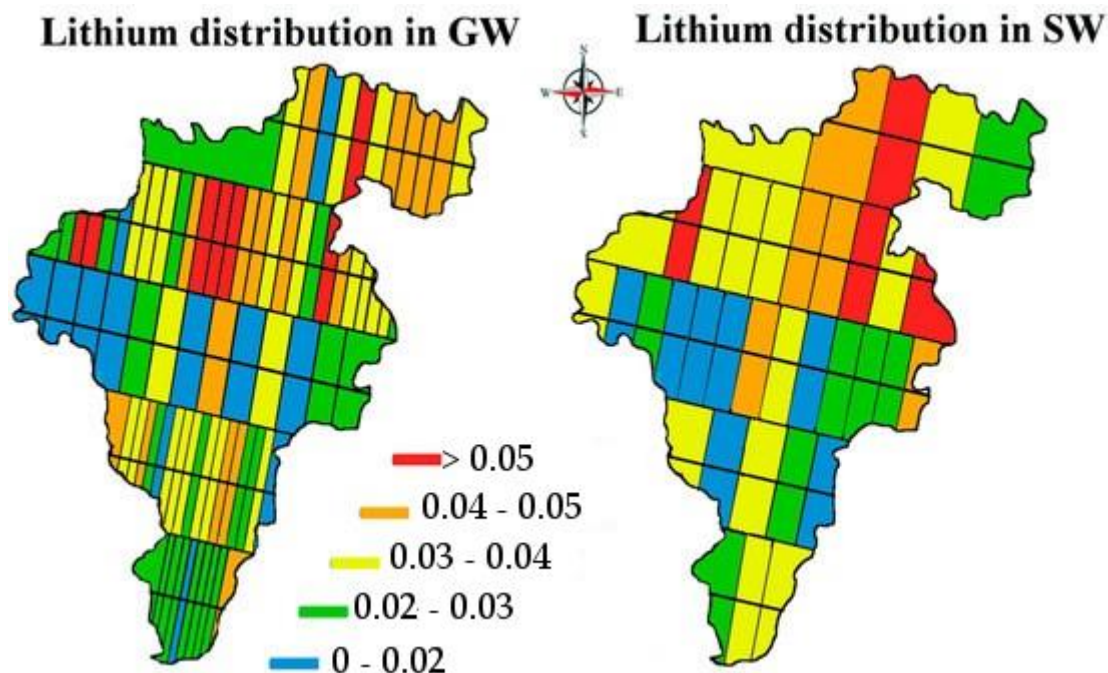 Lithium distribution in GW
Lithium distribution in SW
N
W E
S
> 0.05
0.04 - 0.05
0.03 - 0.04
0.02 - 0.03
0 - 0.02